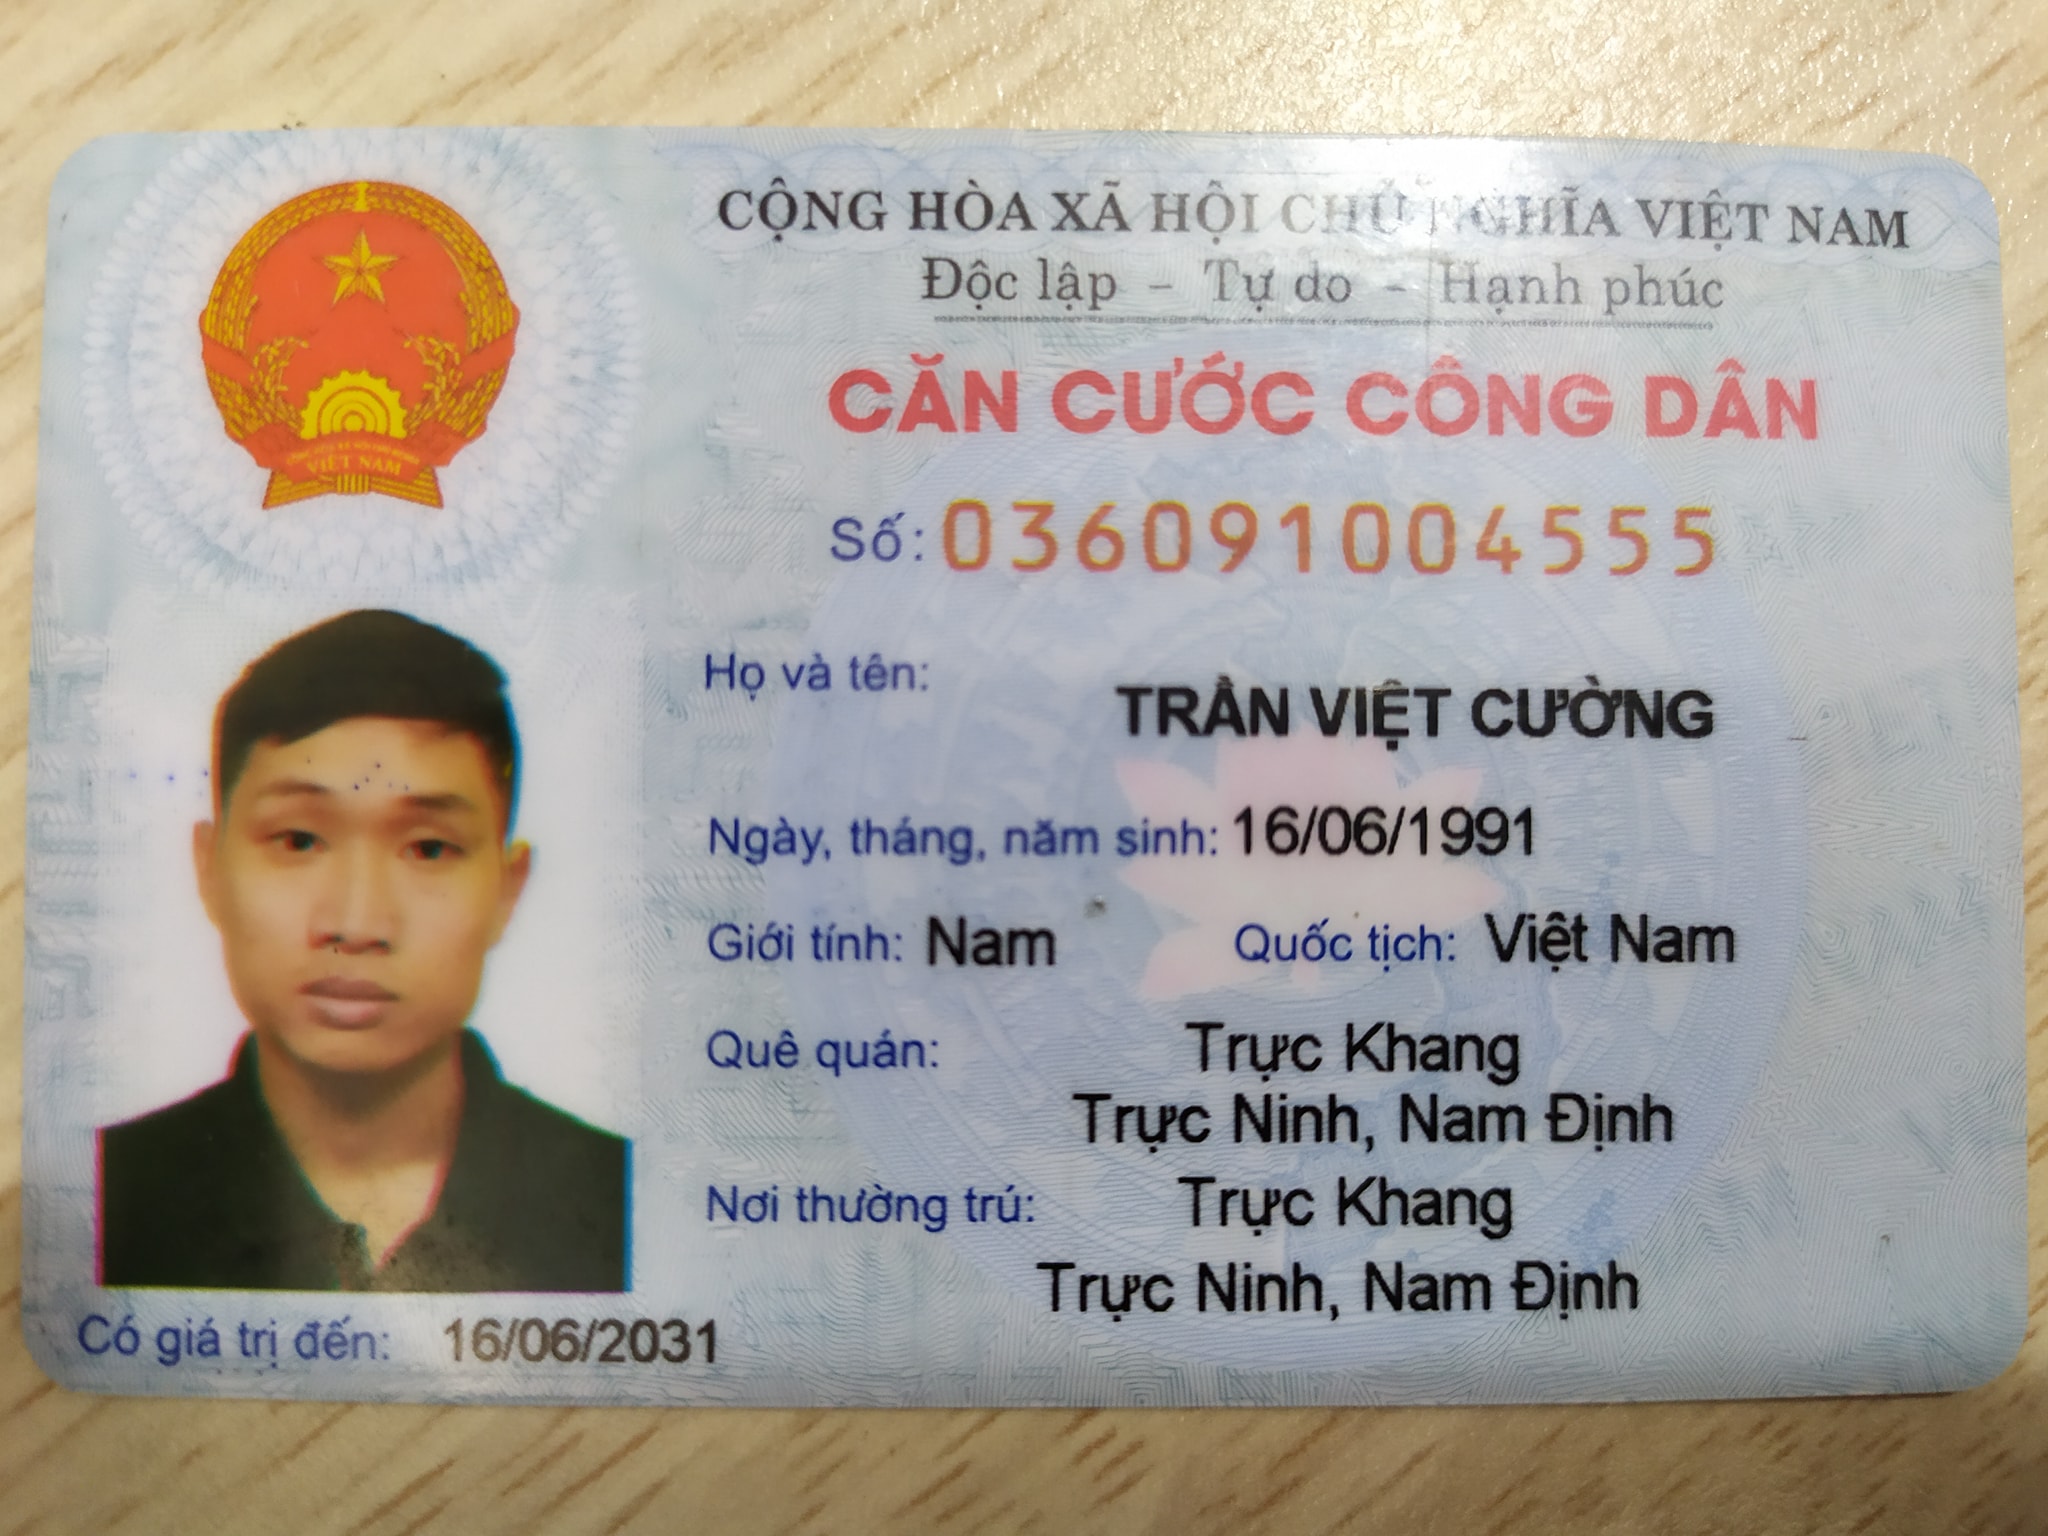 CỘNG HÒA XÃ HỘI CHỦ NGHĨA VIỆT NAM
Độc lập - Tự do - Hạnh phúc
CĂN CƯỚC CÔNG DÂN
Số: 036091004555
Họ và tên: TRẦN VIỆT CƯỜNG
Ngày, tháng, năm sinh: 16/06/1991
Giới tính: Nam Quốc tịch: Việt Nam
Quê quán: Trực Khang
Trực Ninh, Nam Định
Nơi thường trú: Trực Khang
Trực Ninh, Nam Định
Có giá trị đến: 16/06/2031
VIỆT NAM